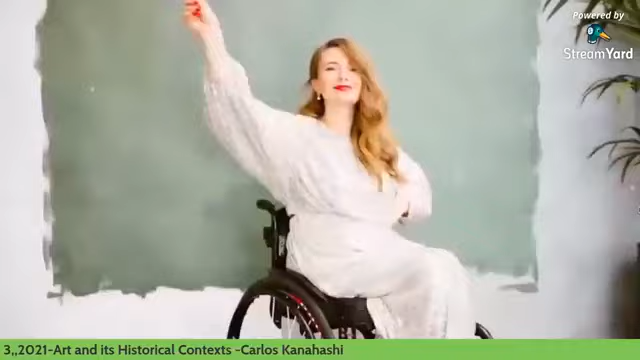 Powered by
StreamYard
3,,2021-Art and its Historical Contexts -Carlos Kanahashi